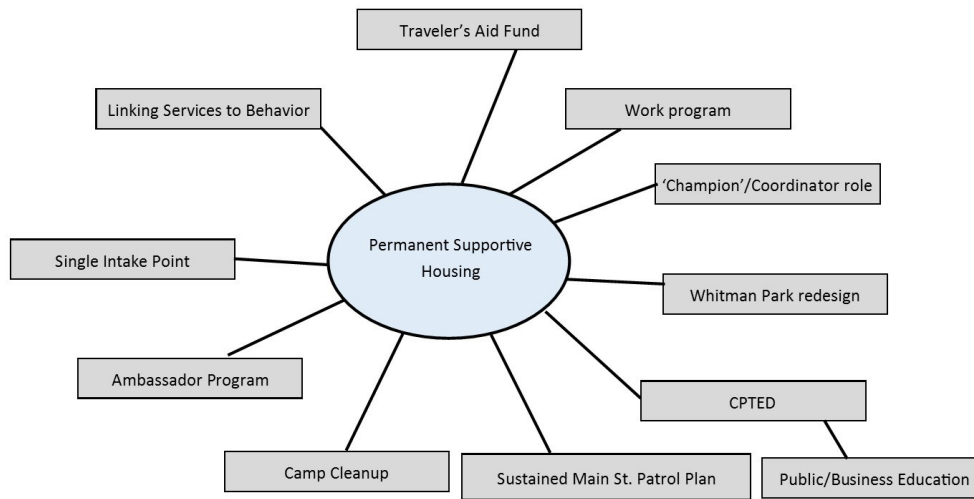 Traveler’s Aid Fund
Linking Services to Behavior
Work program
‘Champion’/Coordinator role
Permanent Supportive
Housing
Single Intake Point
Whitman Park redesign
Ambassador Program
CPTED
Camp Cleanup
Sustained Main St. Patrol Plan
Public/Business Education